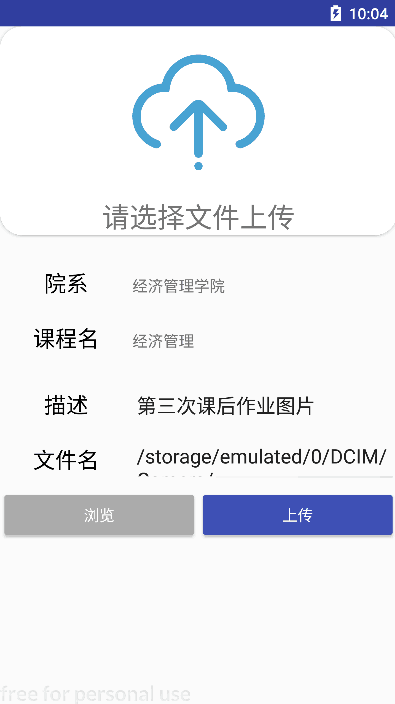 10:04
请选择文件上传
院系 经济管理学院
课程名 经济管理
描述 第三次课后作业图片
文件名 /storage/emulated/0/DCIM/
浏览 上传
free for personal use